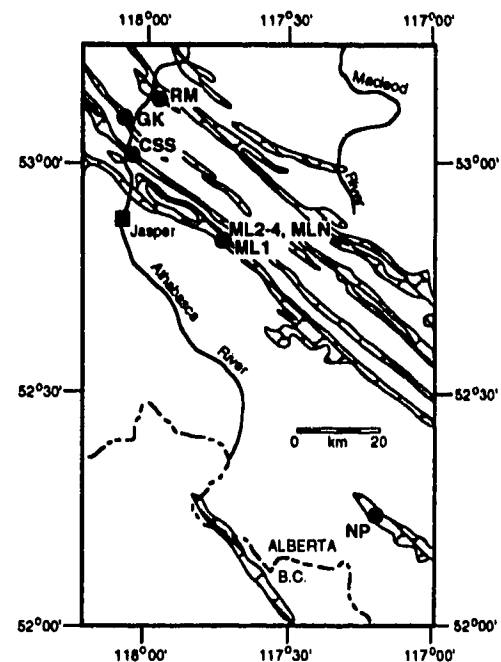 118°00' 117°30' 117°00'
Macleod
River
RM
GK
CSS
53°00' 53°00'
ML2-4, MLN
ML1
Jasper
Athabasca
River
52°30' 52°30'
0 km 20
NP
ALBERTA
B.C.
52°00' 52°00'
118°00' 117°30' 117°00'